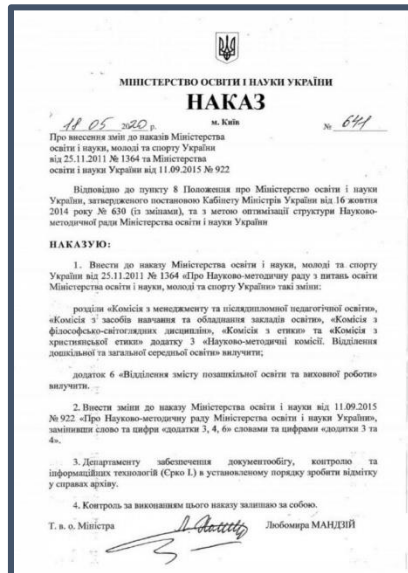 МІНІСТЕРСТВО ОСВІТИ І НАУКИ УКРАЇНИ
НАКАЗ
18 05 2020 р. м. Київ № 641
Про внесення змін до наказів Міністерства
освіти і науки, молоді та спорту України
від 25.11.2011 № 1364 та Міністерства
освіти і науки України від 11.09.2015 № 922
Відповідно до пункту 8 Положення про Міністерство освіти і науки
України, затвердженого постановою Кабінету Міністрів України від 16 жовтня
2014 року № 630 (із змінами), та з метою оптимізації структури Науково-
методичної ради Міністерства освіти і науки України
НАКАЗУЮ:
1. Внести до наказу Міністерства освіти і науки, молоді та спорту
України від 25.11.2011 № 1364 «Про Науково-методичну раду з питань освіти
Міністерства освіти і науки, молоді та спорту України» такі зміни:
розділи «Комісія з менеджменту та післядипломної педагогічної освіти»,
«Комісія з засобів навчання та обладнання закладів освіти», «Комісія з
філософсько-світоглядних дисциплін», «Комісія з етики» та «Комісія з
християнської етики» додатку 3 «Науково-методичні комісії. Відділення
дошкільної та загальної середньої освіти» вилучити;
додаток 6 «Відділення змісту позашкільної освіти та виховної роботи»
вилучити.
2. Внести зміни до наказу Міністерства освіти і науки від 11.09.2015
№ 922 «Про Науково-методичну раду Міністерства освіти і науки України»,
замінивши слово та цифри «додатки 3, 4, 6» словами та цифрами «додатки 3 та
4».
3. Департаменту забезпечення документообігу, контролю та
інформаційних технологій (Єрко І.) в установленому порядку зробити відмітку
у справах архіву.
4. Контроль за виконанням цього наказу залишаю за собою.
Т. в. о. Міністра Любомира МАНДЗІЙ